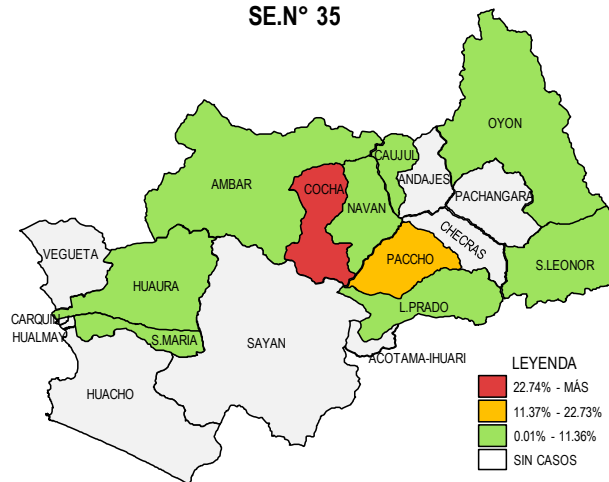 SE.N° 35
OYON
CAUJUL
ANDAJES
AMBAR
COCHA
PACHANGARA
NAVAN
CHECRAS
VEGUETA
PACCHO
S.LEONOR
HUAURA
L.PRADO
CARQUIN
HUALMAY
S.MARIA
SAYAN
ACOTAMA-IHUARI
HUACHO
LEYENDA
22.74% - MÁS
11.37% - 22.73%
0.01% - 11.36%
SIN CASOS